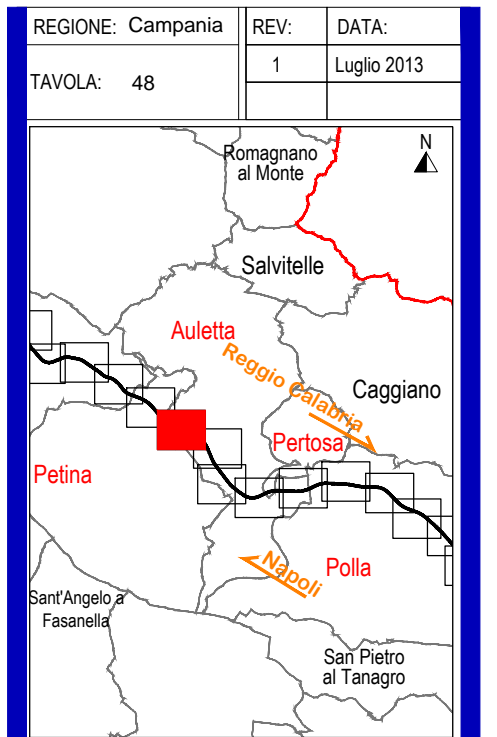 REGIONE: Campania
REV:
DATA:
TAVOLA: 48
1
Luglio 2013
N
Romagnano
al Monte
Salvitelle
Auletta
Reggio Calabria
Caggiano
Pertosa
Petina
Napoli
Polla
Sant'Angelo a
Fasanella
San Pietro
al Tanagro